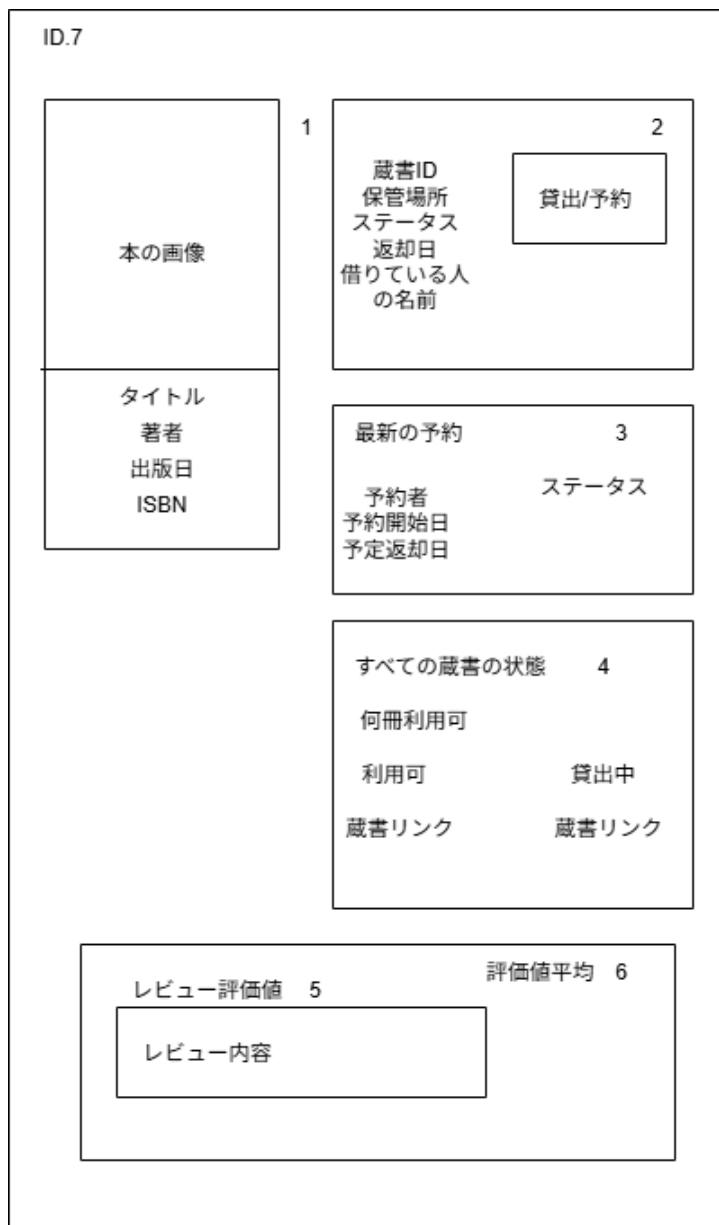 ID.7
1
本の画像
タイトル
著者
出版日
ISBN
2
蔵書ID
保管場所
ステータス
返却日
借りている人
の名前
貸出/予約
最新の予約 3
予約者
予約開始日
予定返却日
ステータス
すべての蔵書の状態 4
何冊利用可
利用可 貸出中
蔵書リンク 蔵書リンク
レビュー評価値 5
評価値平均 6
レビュー内容